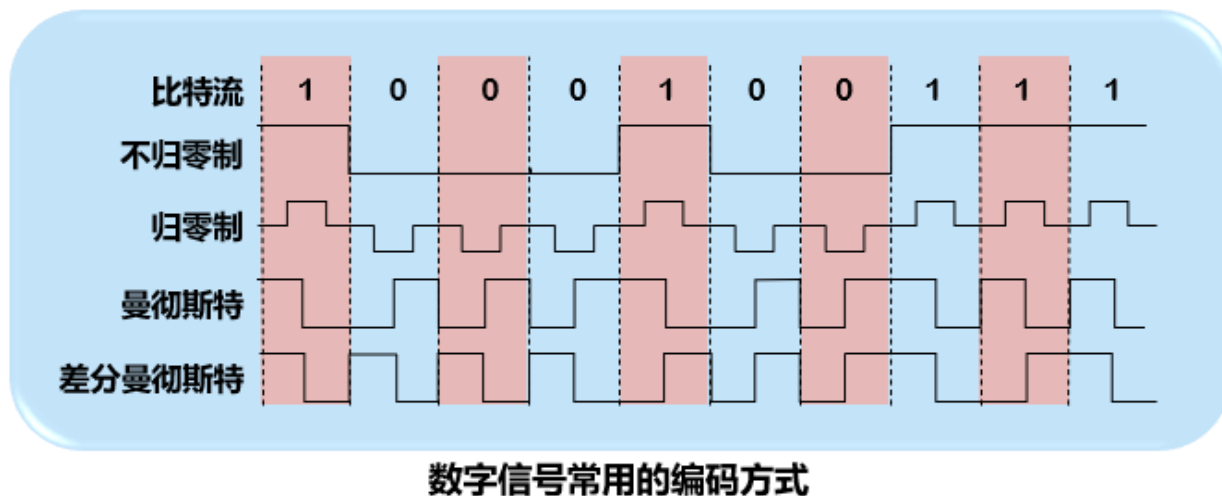 比特流 1 0 0 0 1 0 0 1 1 1
不归零制
归零制
曼彻斯特
差分曼彻斯特
数字信号常用的编码方式